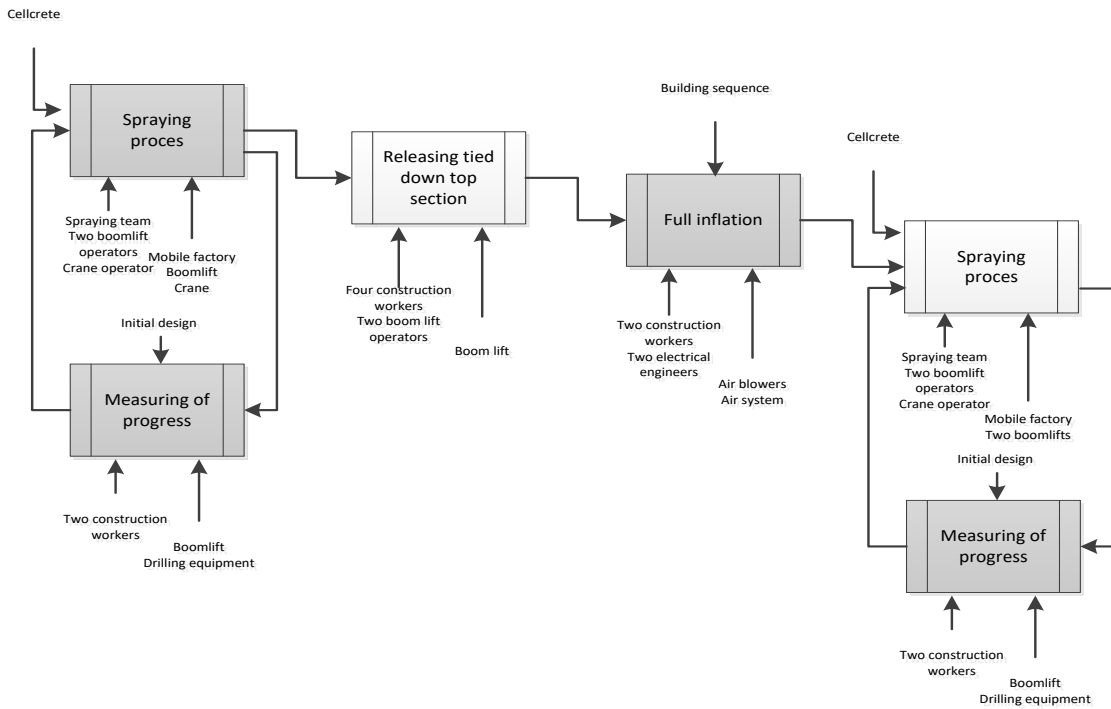 Cellcrete
Spraying
proces
Spraying team
Two boomlift
operators
Crane operator
Mobile factory
Boomlift
Crane
Initial design
Measuring of
progress
Two construction
workers
Boomlift
Drilling equipment
Releasing tied
down top
section
Four construction
workers
Two boom lift
operators
Boom lift
Building sequence
Full inflation
Two construction
workers
Two electrical
engineers
Air blowers
Air system
Cellcrete
Spraying
proces
Spraying team
Two boomlift
operators
Crane operator
Mobile factory
Two boomlifts
Initial design
Measuring of
progress
Two construction
workers
Boomlift
Drilling equipment